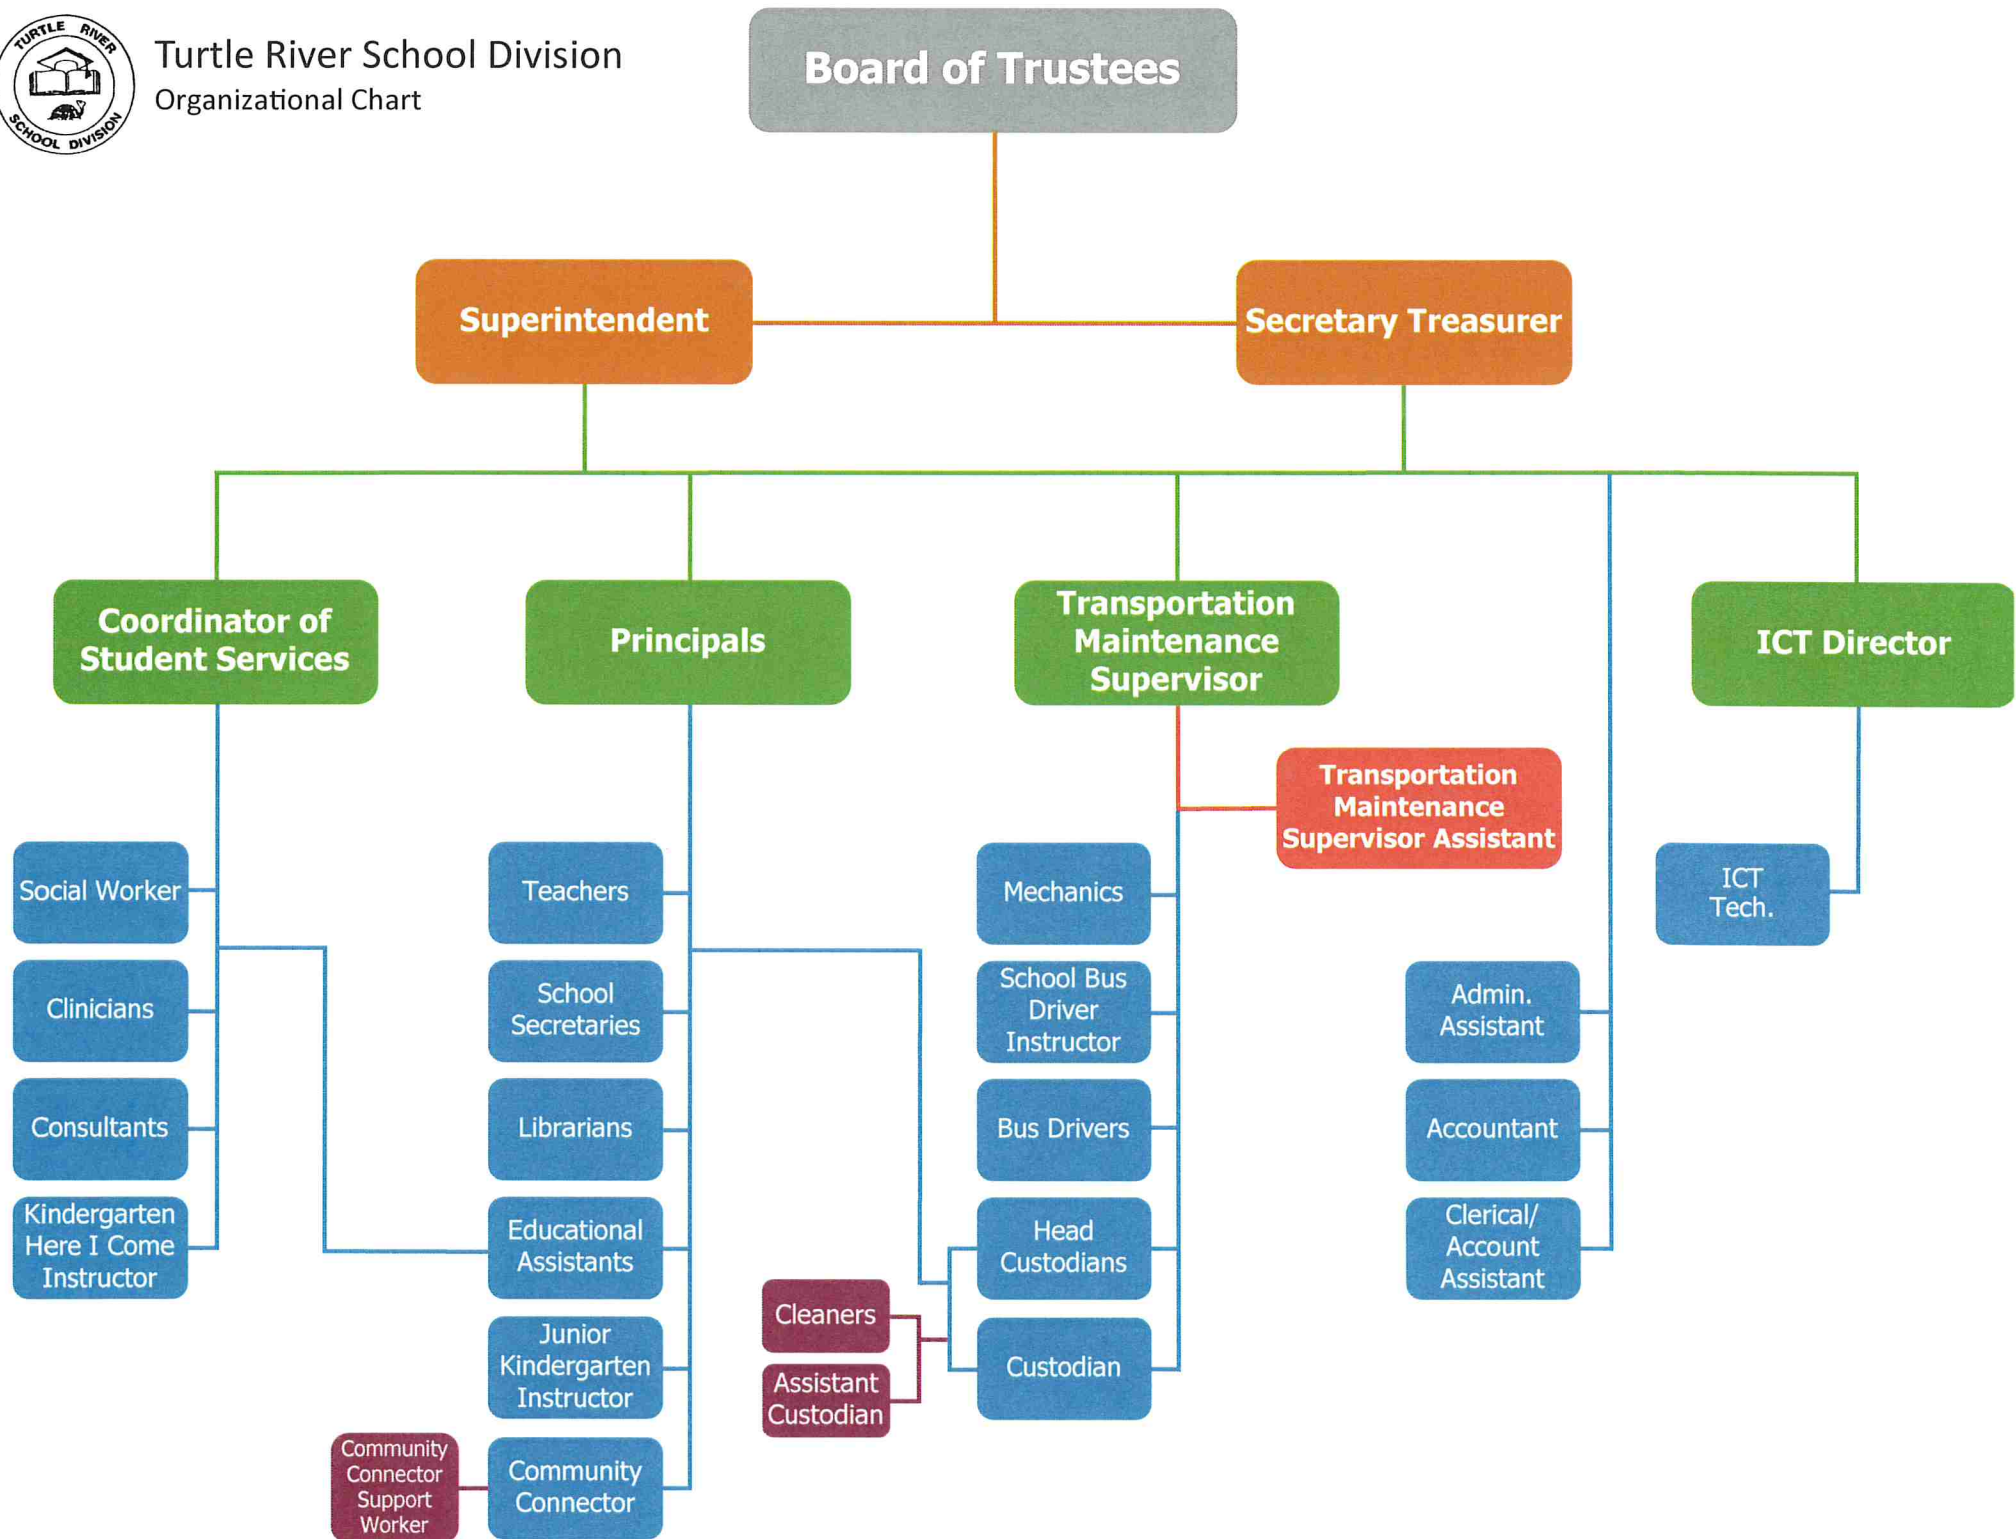 TURTLE RIVER
SCHOOL DIVISION
Turtle River School Division
Organizational Chart
Board of Trustees
Superintendent
Secretary Treasurer
Coordinator of
Student Services
Principals
Transportation
Maintenance
Supervisor
ICT Director
Transportation
Maintenance
Supervisor Assistant
Social Worker
Clinicians
Consultants
Kindergarten
Here I Come
Instructor
Teachers
School
Secretaries
Librarians
Educational
Assistants
Junior
Kindergarten
Instructor
Community
Connector
Community
Connector
Support
Worker
Mechanics
School Bus
Driver
Instructor
Bus Drivers
Head
Custodians
Custodian
Cleaners
Assistant
Custodian
Admin.
Assistant
Accountant
Clerical/
Account
Assistant
ICT
Tech.